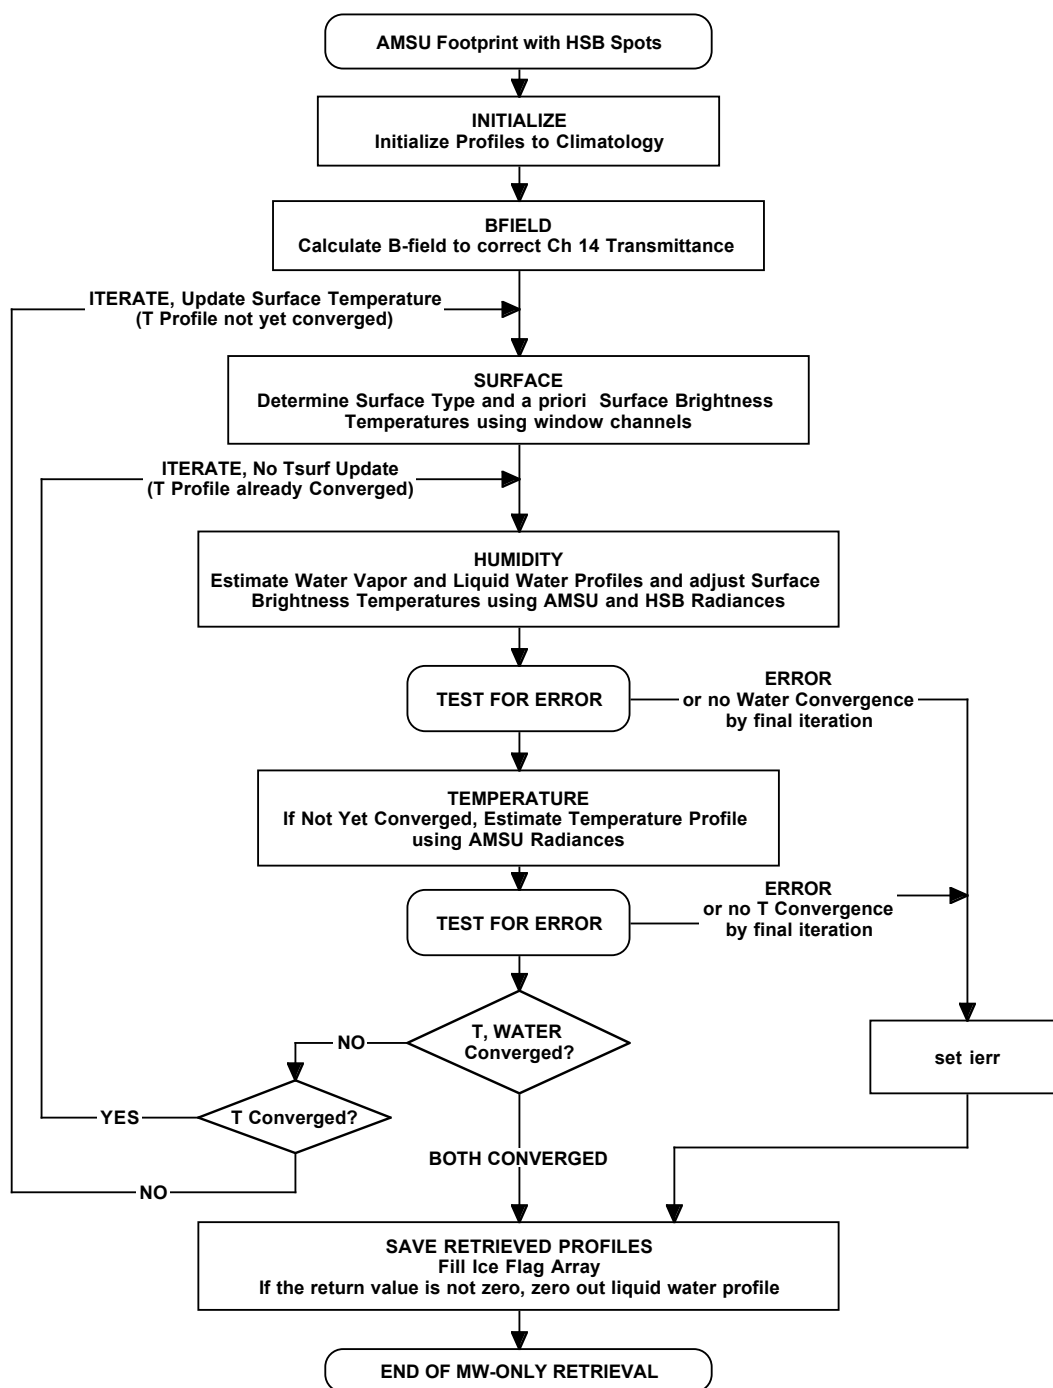 AMSU Footprint with HSB Spots
INITIALIZE
Initialize Profiles to Climatology
BFIELD
Calculate B-field to correct Ch 14 Transmittance
ITERATE, Update Surface Temperature
(T Profile not yet converged)
SURFACE
Determine Surface Type and a priori Surface Brightness
Temperatures using window channels
ITERATE, No Tsurf Update
(T Profile already Converged)
HUMIDITY
Estimate Water Vapor and Liquid Water Profiles and adjust Surface
Brightness Temperatures using AMSU and HSB Radiances
TEST FOR ERROR
ERROR
or no Water Convergence
by final iteration
TEMPERATURE
If Not Yet Converged, Estimate Temperature Profile
using AMSU Radiances
TEST FOR ERROR
ERROR
or no T Convergence
by final iteration
T, WATER
Converged?
NO
set ierr
YES
T Converged?
BOTH CONVERGED
NO
SAVE RETRIEVED PROFILES
Fill Ice Flag Array
If the return value is not zero, zero out liquid water profile
END OF MW-ONLY RETRIEVAL